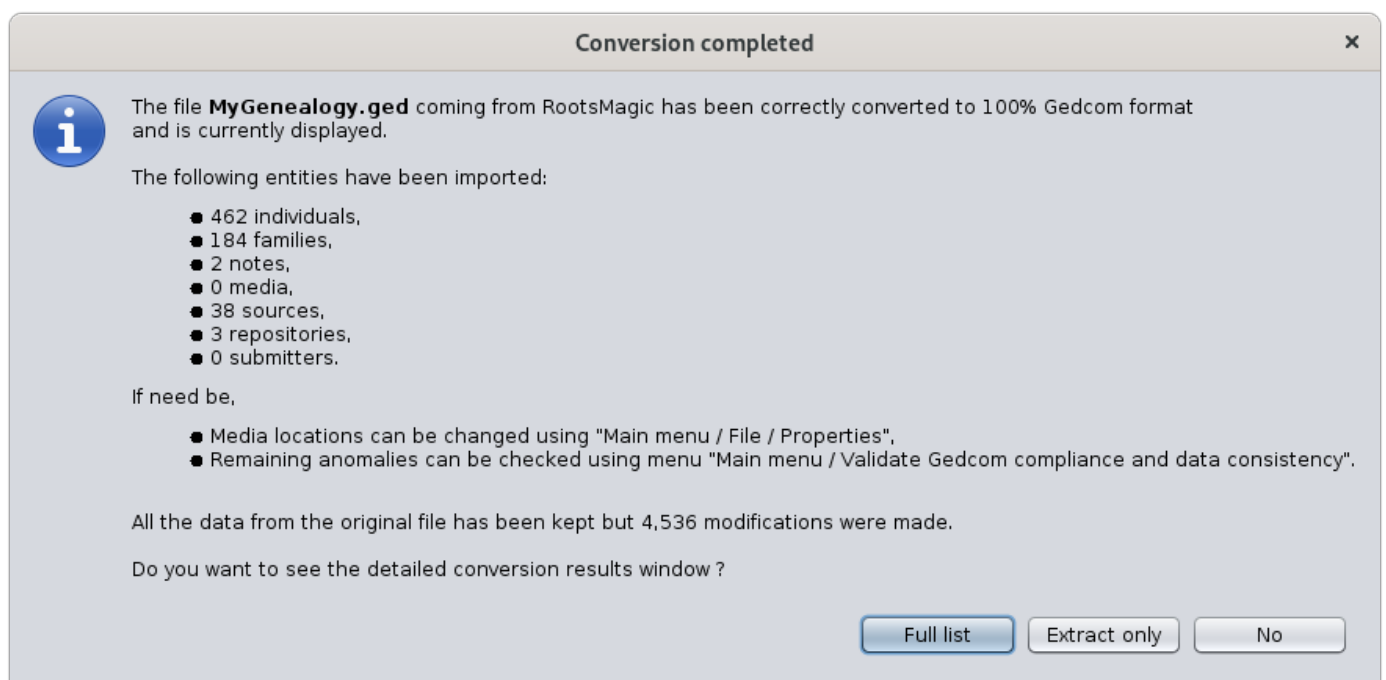 Conversion completed
The file MyGenealogy.ged coming from RootsMagic has been correctly converted to 100% Gedcom format
and is currently displayed.
The following entities have been imported:
462 individuals,
184 families,
2 notes,
0 media,
38 sources,
3 repositories,
0 submitters.
If need be,
Media locations can be changed using "Main menu / File / Properties",
Remaining anomalies can be checked using menu "Main menu / Validate Gedcom compliance and data consistency".
All the data from the original file has been kept but 4,536 modifications were made.
Do you want to see the detailed conversion results window ?
Full list Extract only No